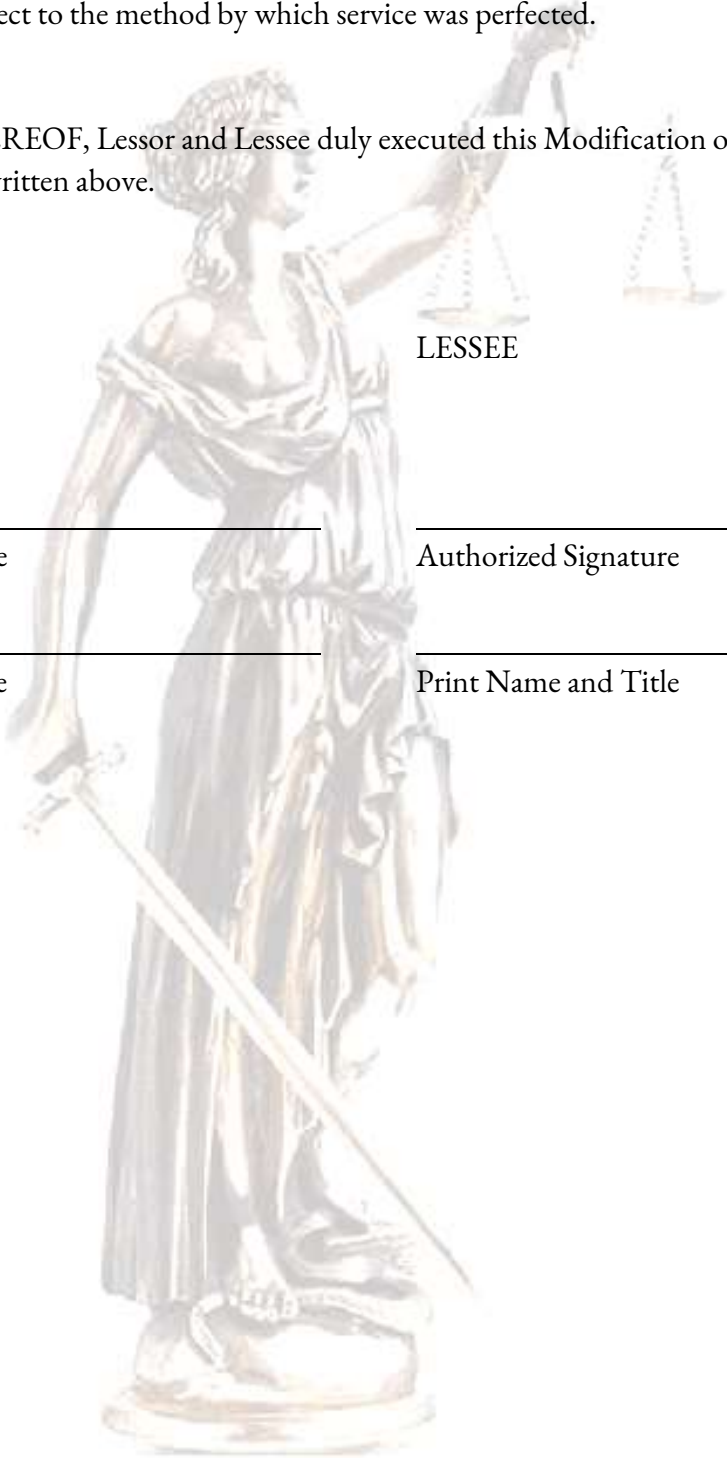 ect to the method by which service was perfected.
REOF, Lessor and Lessee duly executed this Modification o
ritten above.
LESSEE
e
Authorized Signature
e
Print Name and Title